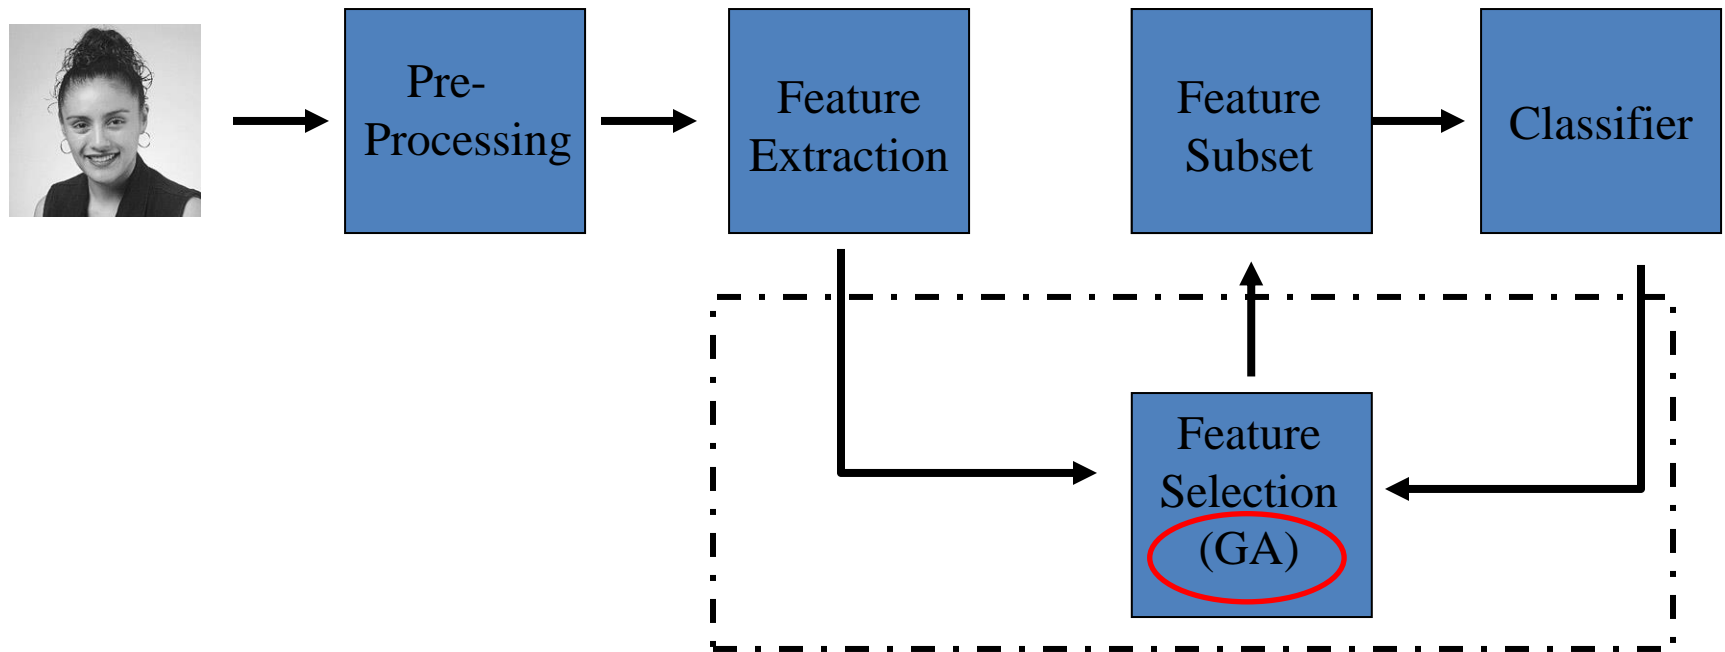 Pre-
Processing
Feature
Extraction
Feature
Subset
Classifier
Feature
Selection
(GA)